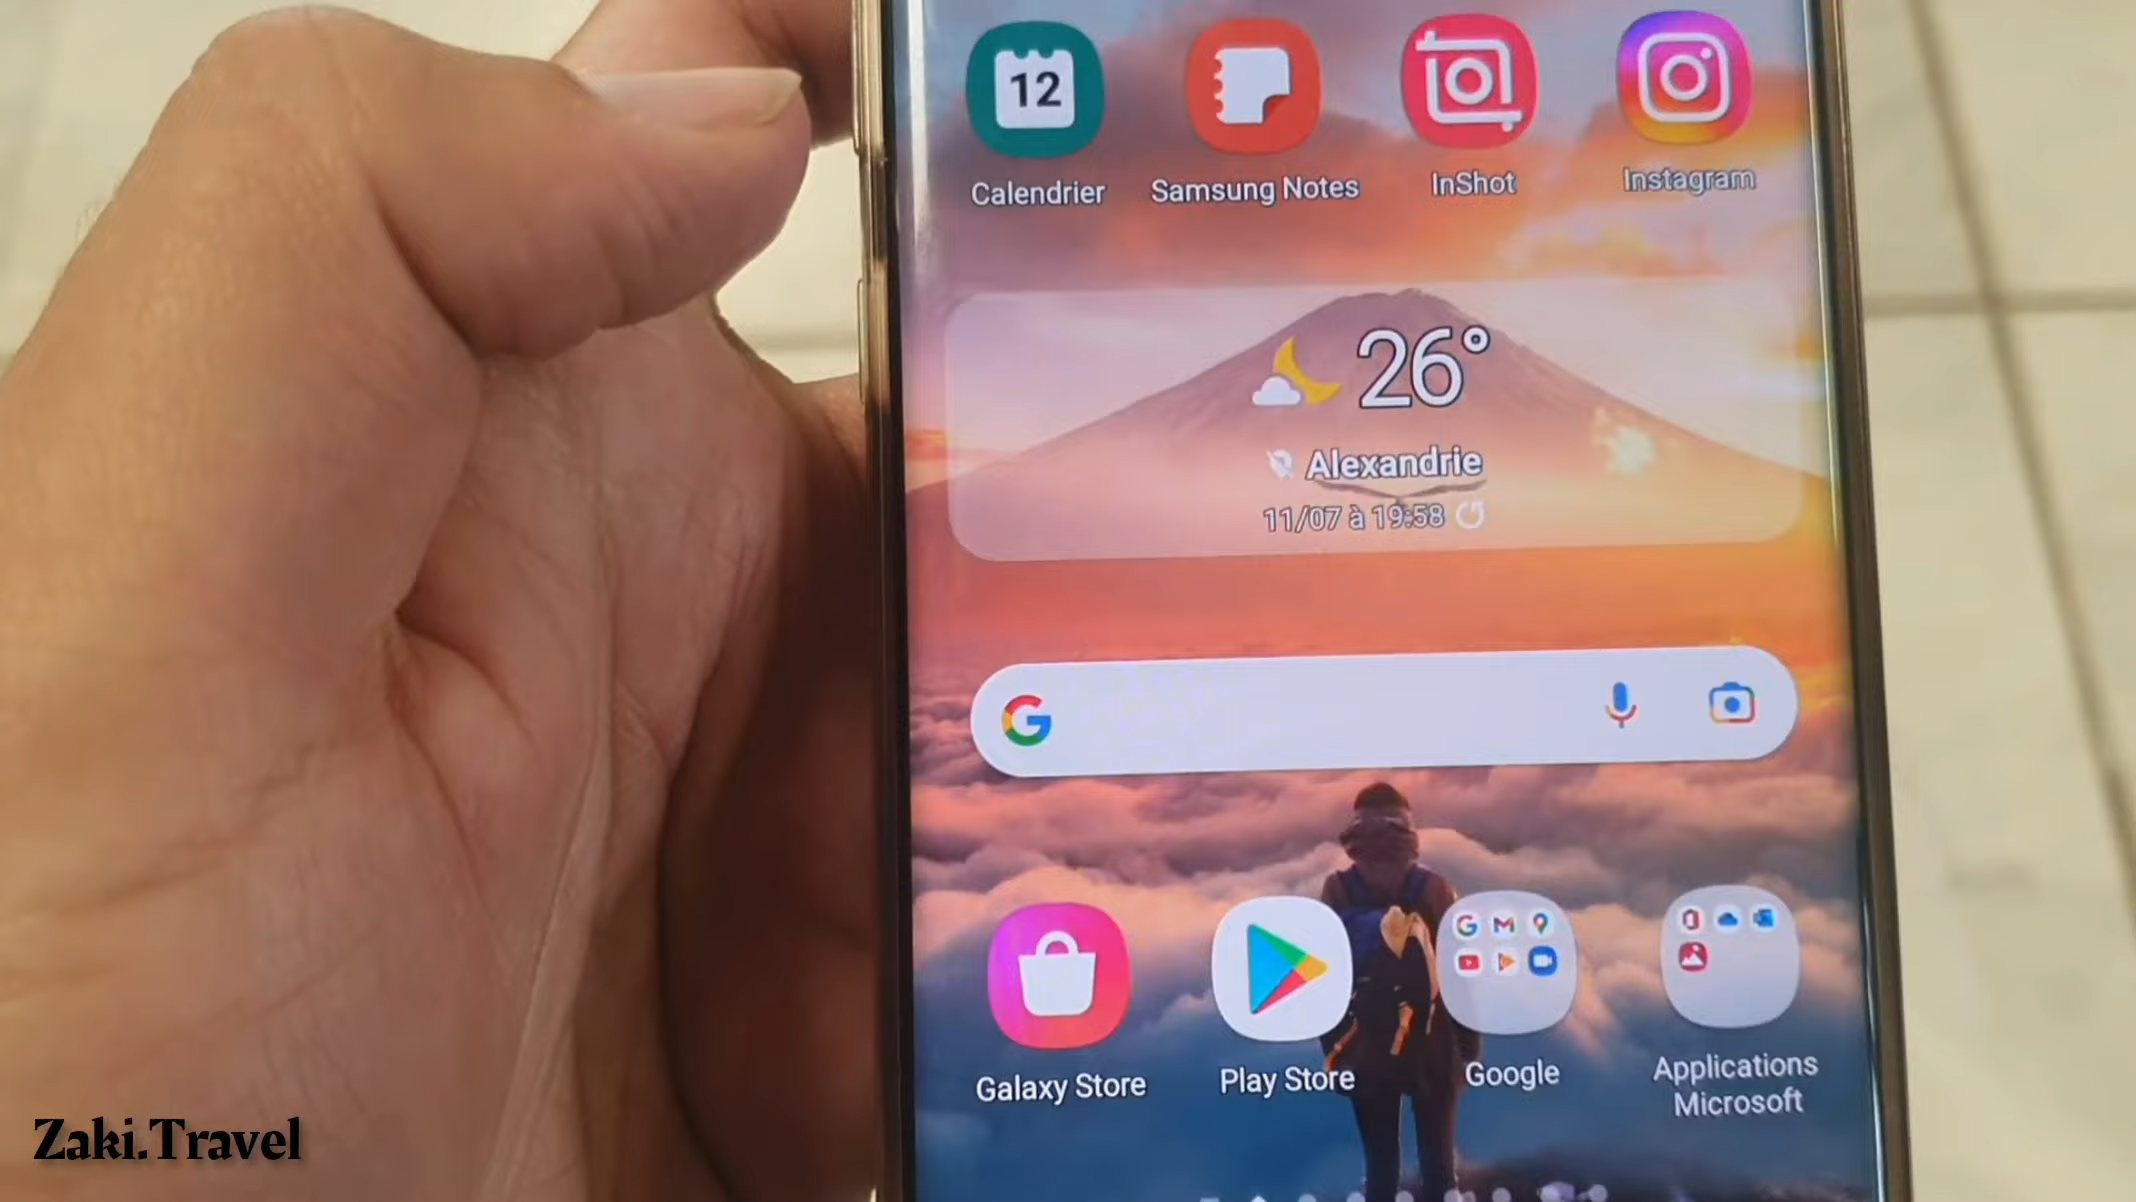 12
Calendrier
Samsung Notes
InShot
Instagram
26°
Alexandrie
11/07 à 19:58
Galaxy Store
Play Store
Google
Applications
Microsoft
Zaki.Travel